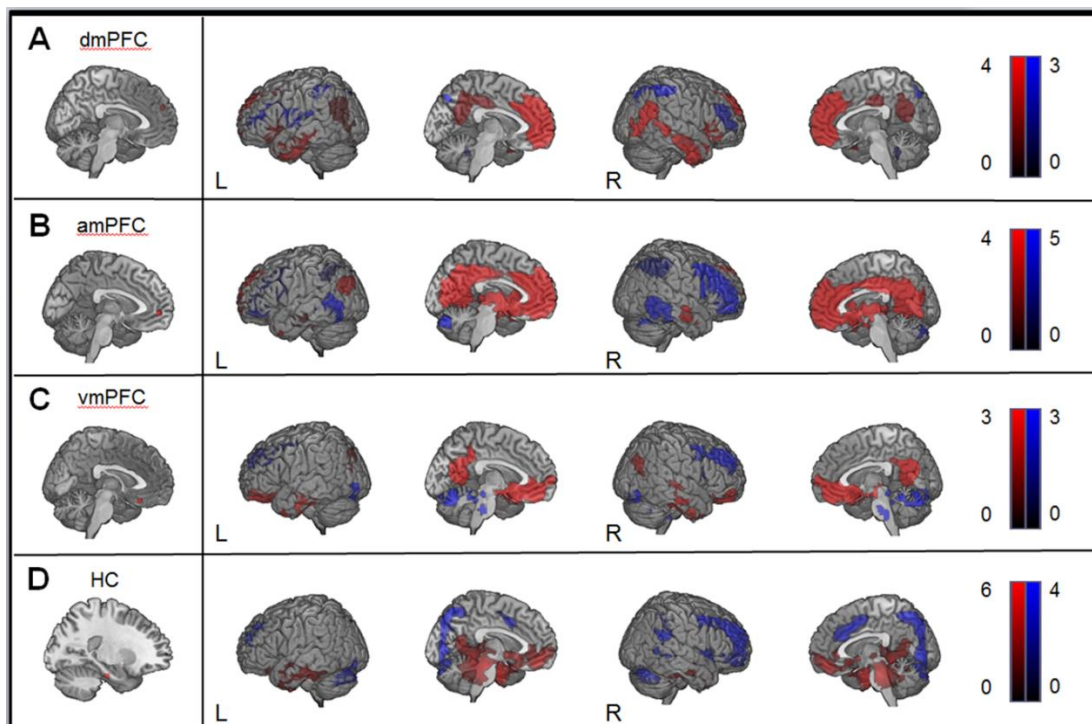 A dmPFC
4 3
0 0
L R
B amPFC
4 5
0 0
L R
C vmPFC
3 3
0 0
L R
D HC
6 4
0 0
L R